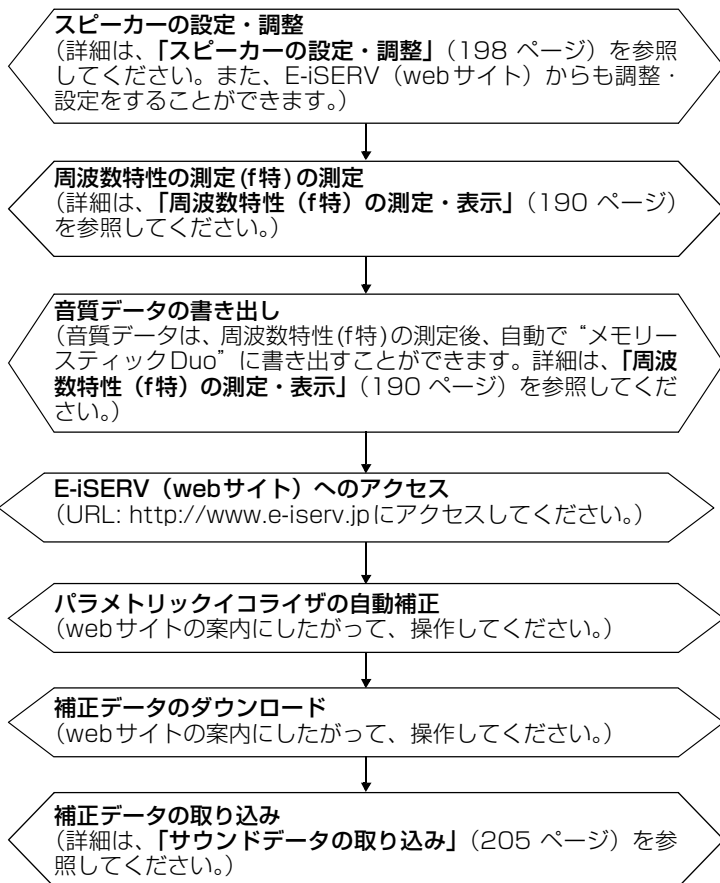 スピーカーの設定・調整
(詳細は、「スピーカーの設定・調整」(198 ページ) を参照
してください。また、E-iSERV (webサイト) からも調整・
設定をすることができます。)
周波数特性の測定(f特)の測定
(詳細は、「周波数特性 (f特) の測定・表示」(190 ページ)
を参照してください。)
音質データの書き出し
(音質データは、周波数特性(f特)の測定後、自動で“メモリー
スティックDuo”に書き出すことができます。詳細は、「周波
数特性 (f特) の測定・表示」(190 ページ) を参照してくだ
さい。)
E-iSERV (webサイト) へのアクセス
(URL: http://www.e-iserv.jpにアクセスしてください。)
パラメトリックイコライザの自動補正
(webサイトの案内にしたがって、操作してください。)
補正データのダウンロード
(webサイトの案内にしたがって、操作してください。)
補正データの取り込み
(詳細は、「サウンドデータの取り込み」(205 ページ) を参
照してください。)